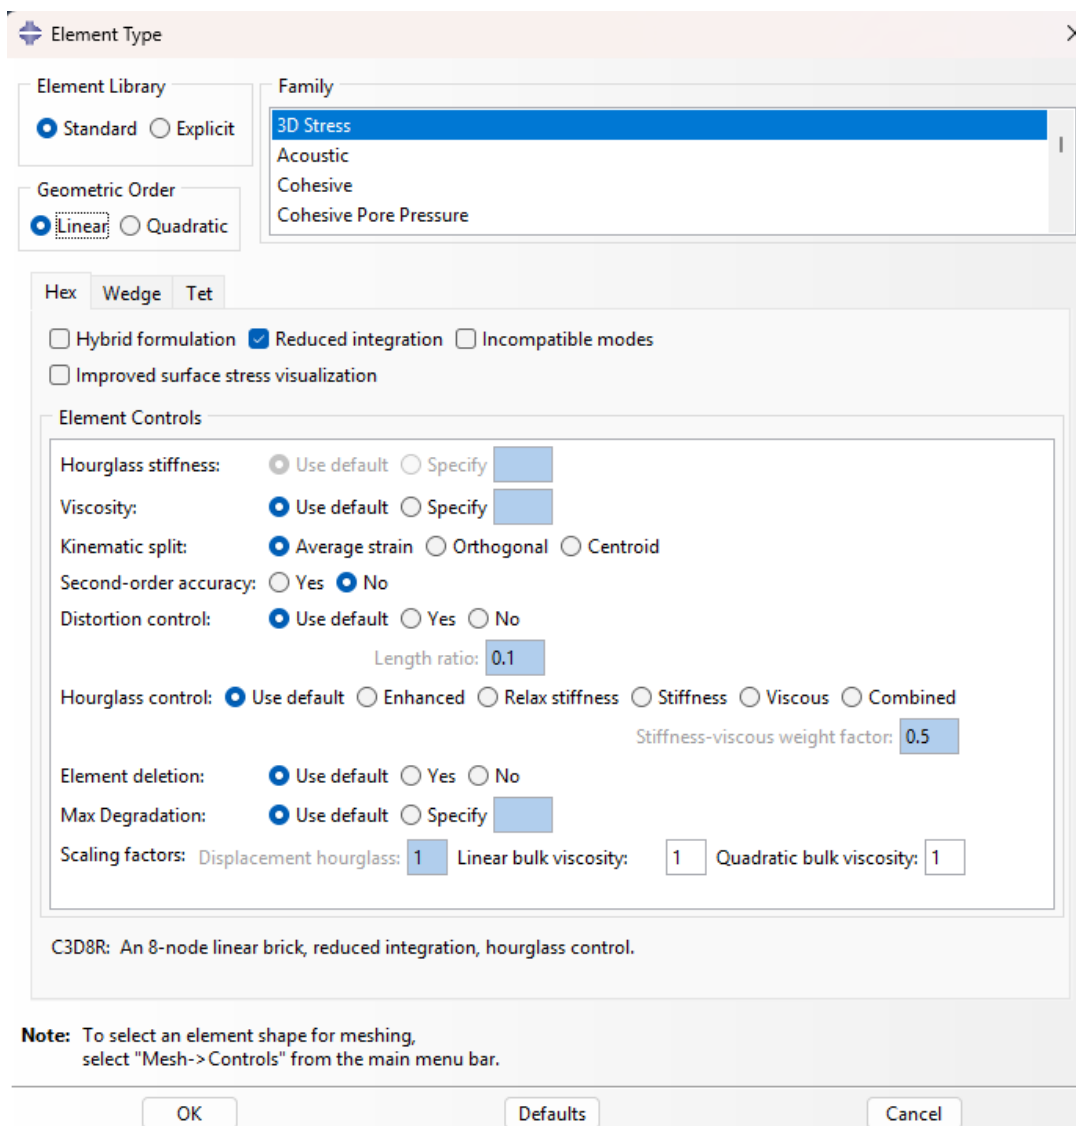 Element Type
Element Library
Standard Explicit
Family
3D Stress
Acoustic
Cohesive
Cohesive Pore Pressure
Geometric Order
Linear Quadratic
Hex Wedge Tet
Hybrid formulation Reduced integration Incompatible modes
Improved surface stress visualization
Element Controls
Hourglass stiffness: Use default Specify
Viscosity: Use default Specify
Kinematic split: Average strain Orthogonal Centroid
Second-order accuracy: Yes No
Distortion control: Use default Yes No
Length ratio: 0.1
Hourglass control: Use default Enhanced Relax stiffness Stiffness Viscous Combined
Stiffness-viscous weight factor: 0.5
Element deletion: Use default Yes No
Max Degradation: Use default Specify
Scaling factors: Displacement hourglass: 1 Linear bulk viscosity: 1 Quadratic bulk viscosity: 1
C3D8R: An 8-node linear brick, reduced integration, hourglass control.
Note: To select an element shape for meshing,
select "Mesh->Controls" from the main menu bar.
OK Defaults Cancel